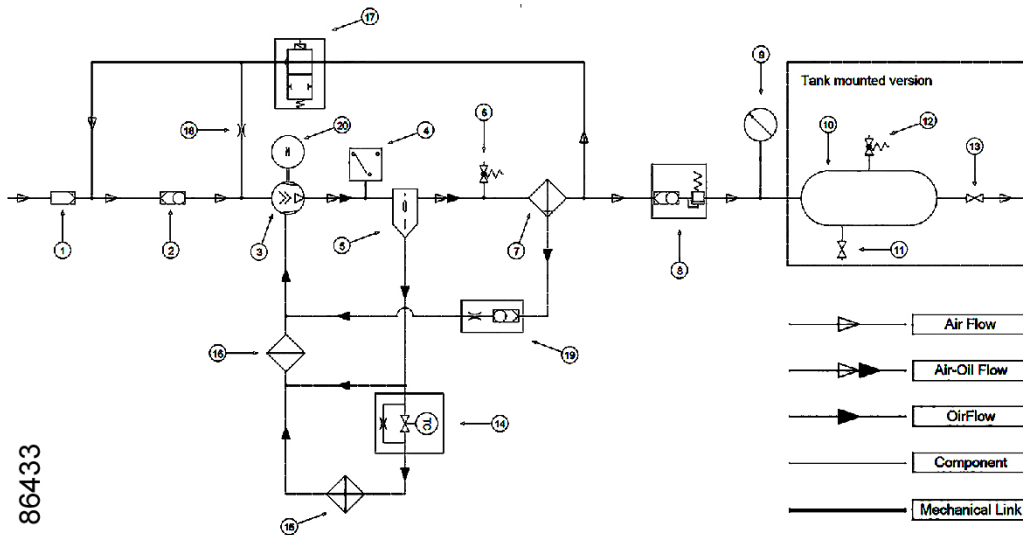 17
9
Tank mounted version
20
4
6
10
12
18
N
13
1
2
3
5
7
8
11
19
16
TC
14
15
Air Flow
Air-Oil Flow
OirFlow
Component
Mechanical Link
86433